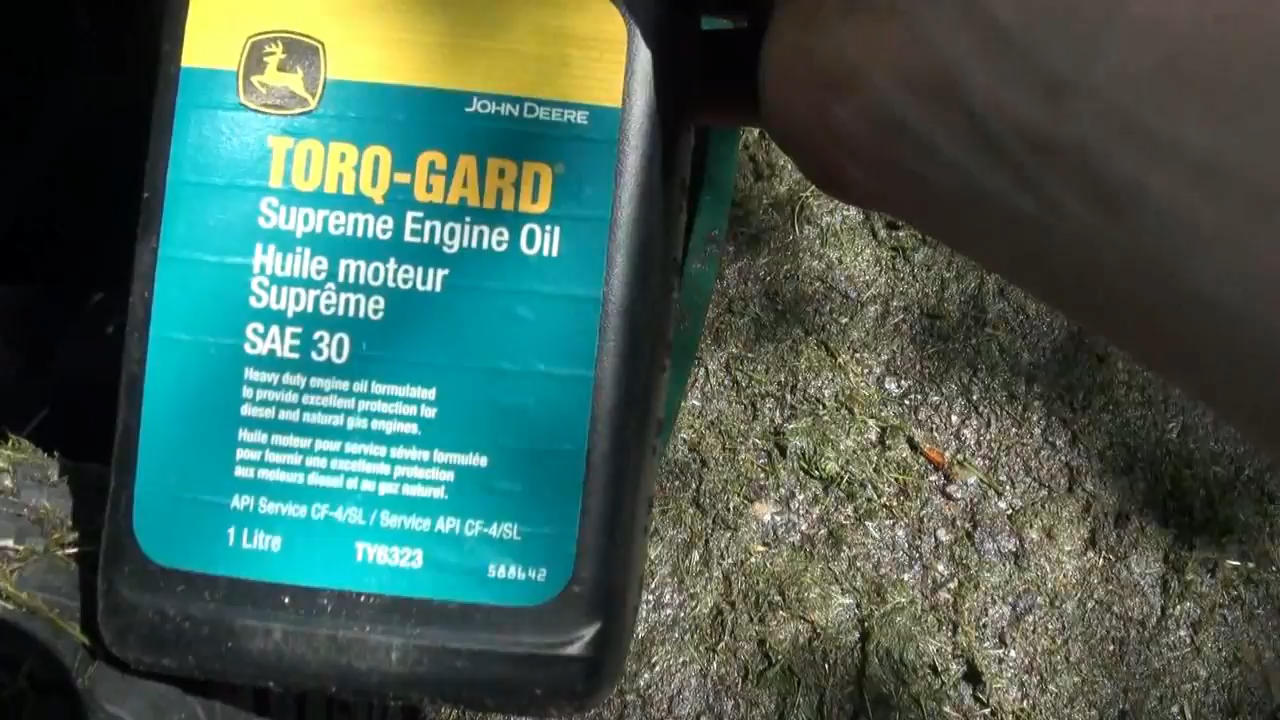 JOHN DEERE
TORQ-GARD®
Supreme Engine Oil
Huile moteur
Suprême
SAE 30
Heavy duty engine oil formulated
to provide excellent protection for
diesel and natural gas engines.
Huile moteur pour service sévère formulée
pour fournir une excellente protection
aux moteurs diesel et au gaz naturel.
API Service CF-4/SL / Service API CF-4/SL
1 Litre
TY6323
588642